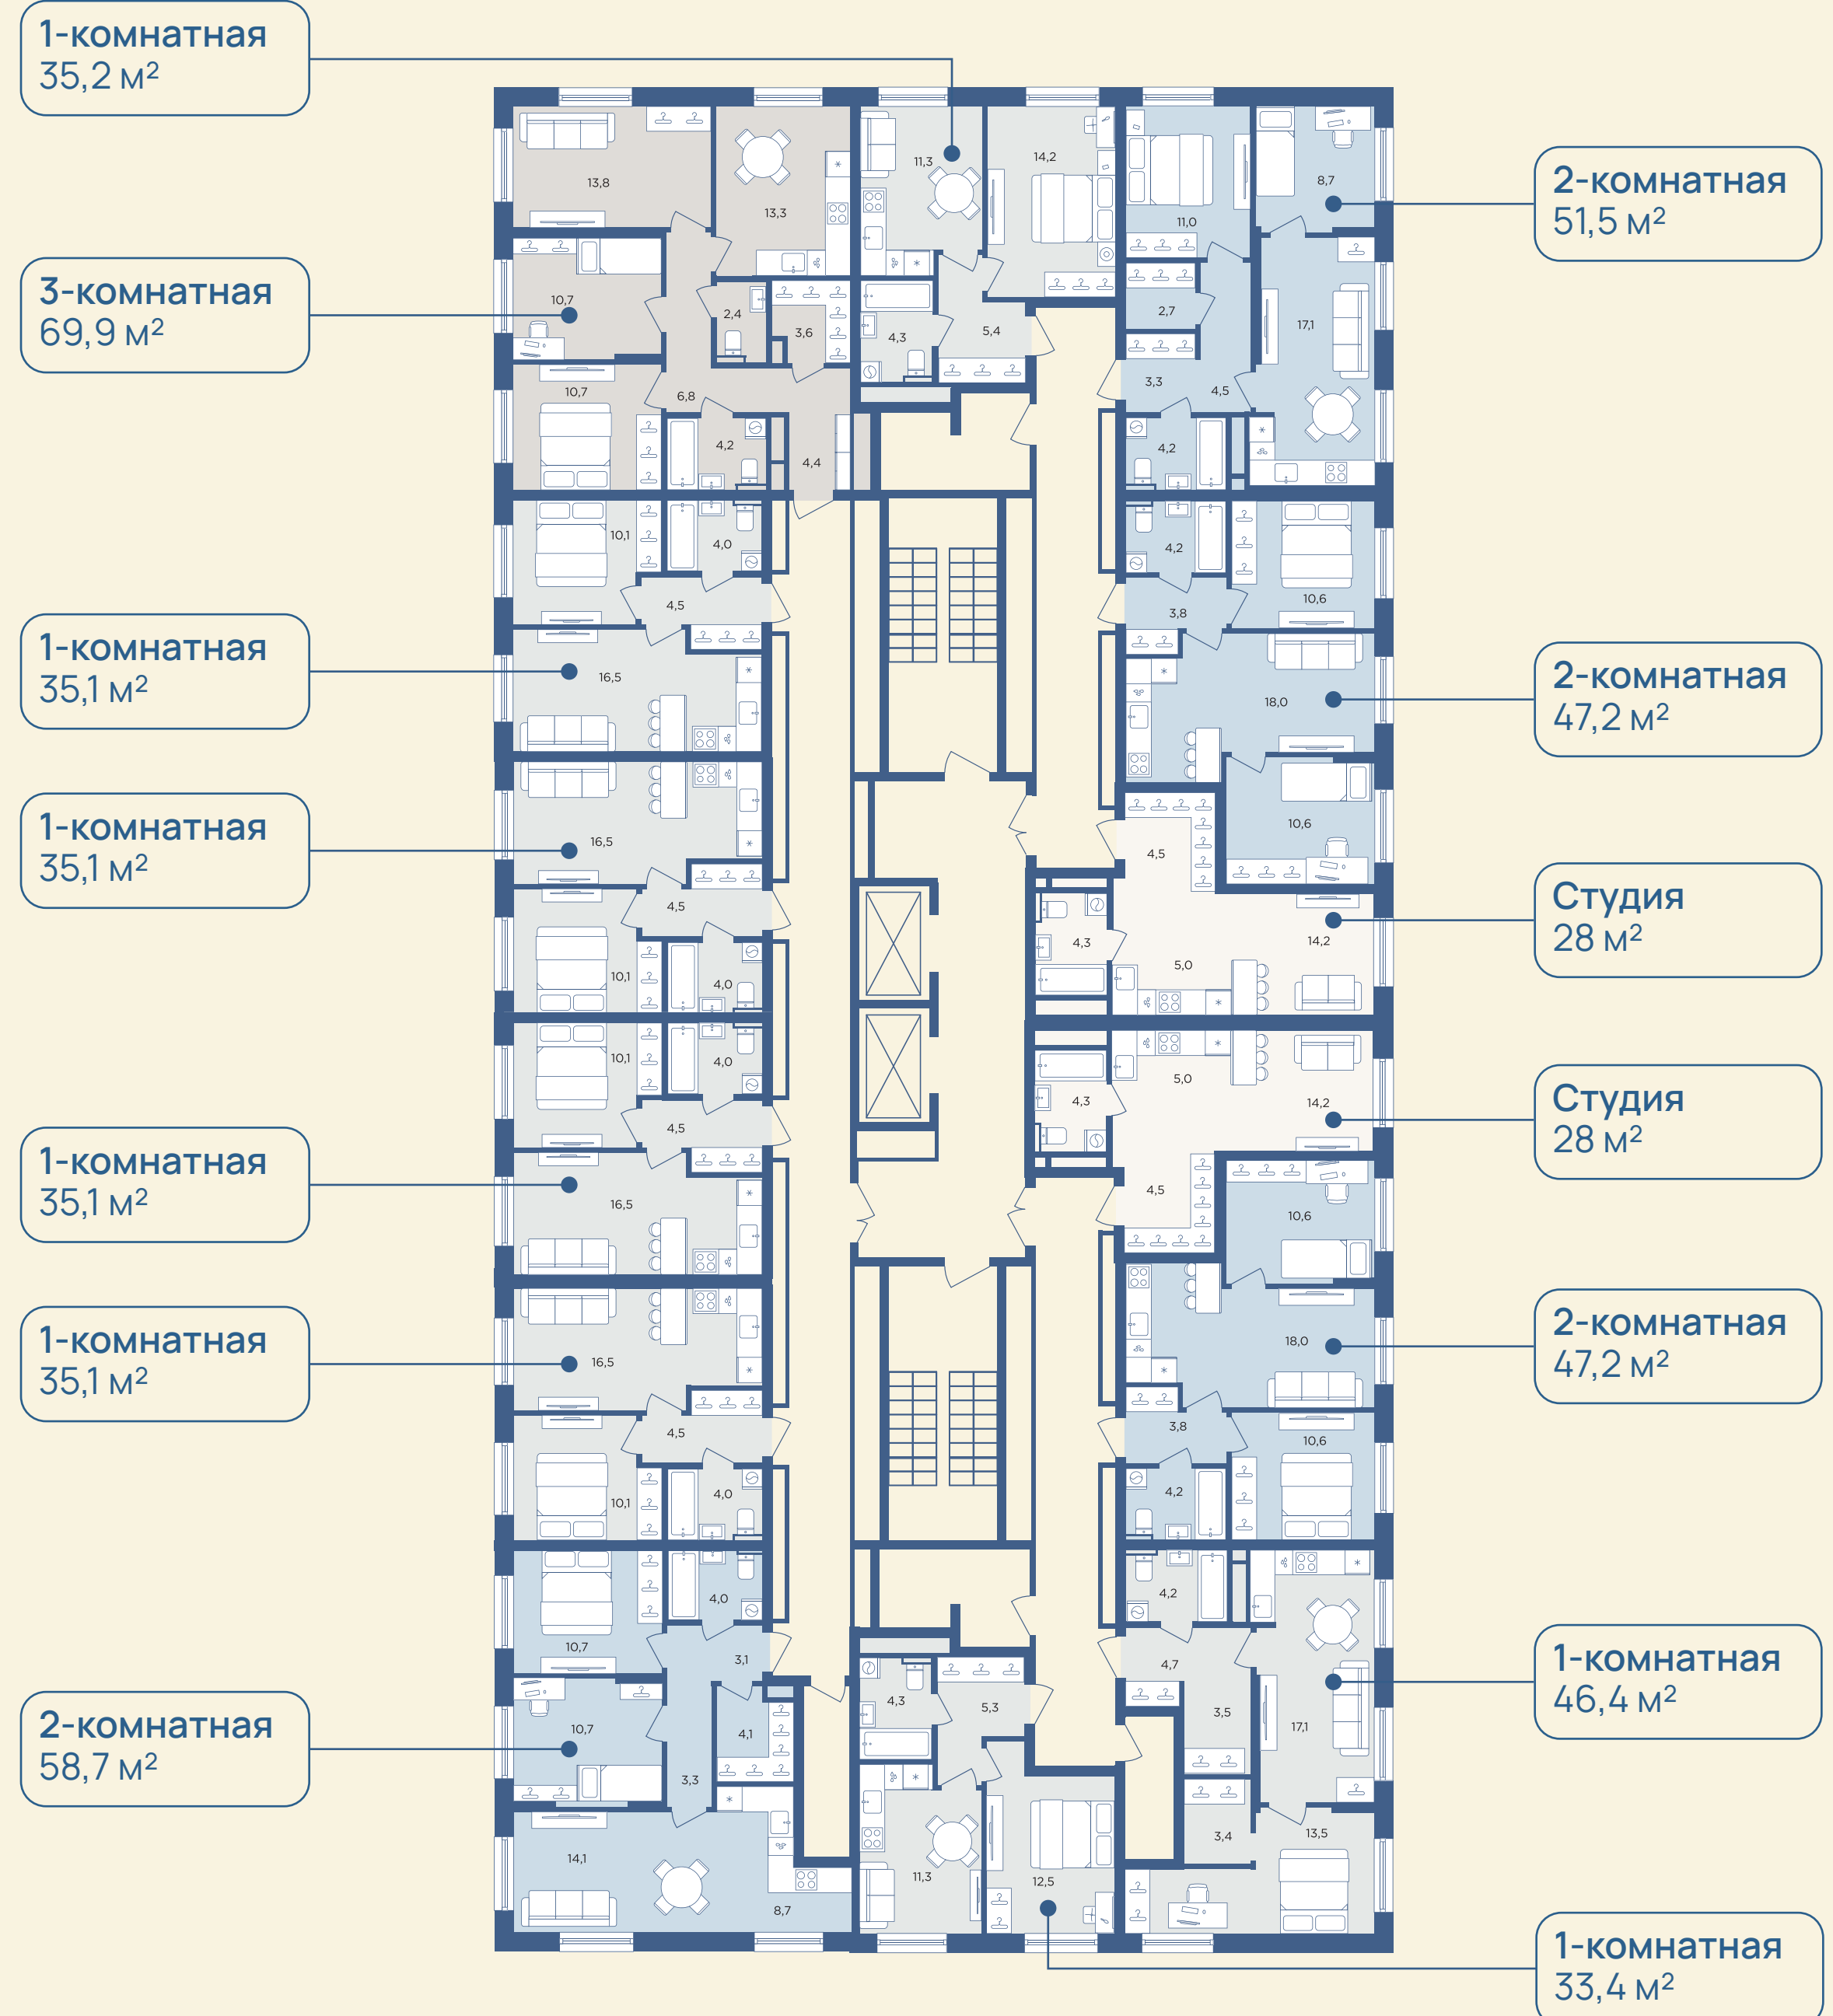 1-комнатная
35,2 м²
3-комнатная
69,9 м²
1-комнатная
35,1 м²
1-комнатная
35,1 м²
1-комнатная
35,1 м²
1-комнатная
35,1 м²
2-комнатная
58,7 м²
13,8
13,3
10,7
2,4
3,6
10,7
6,8
4,2
4,4
11,3
14,2
4,3
5,4
11,0
8,7
2,7
17,1
3,3
4,5
4,2
10,1
4,0
4,5
16,5
16,5
4,5
10,1
4,0
10,1
4,0
4,5
16,5
16,5
4,5
10,1
4,0
4,0
10,7
3,1
10,7
4,1
3,3
14,1
8,7
4,2
10,6
3,8
18,0
10,6
4,5
4,3
14,2
5,0
5,0
4,3
14,2
4,5
10,6
18,0
3,8
10,6
4,2
4,2
4,7
3,5
17,1
3,4
13,5
4,3
5,3
11,3
12,5
2-комнатная
51,5 м²
2-комнатная
47,2 м²
Студия
28 м²
Студия
28 м²
2-комнатная
47,2 м²
1-комнатная
46,4 м²
1-комнатная
33,4 м²